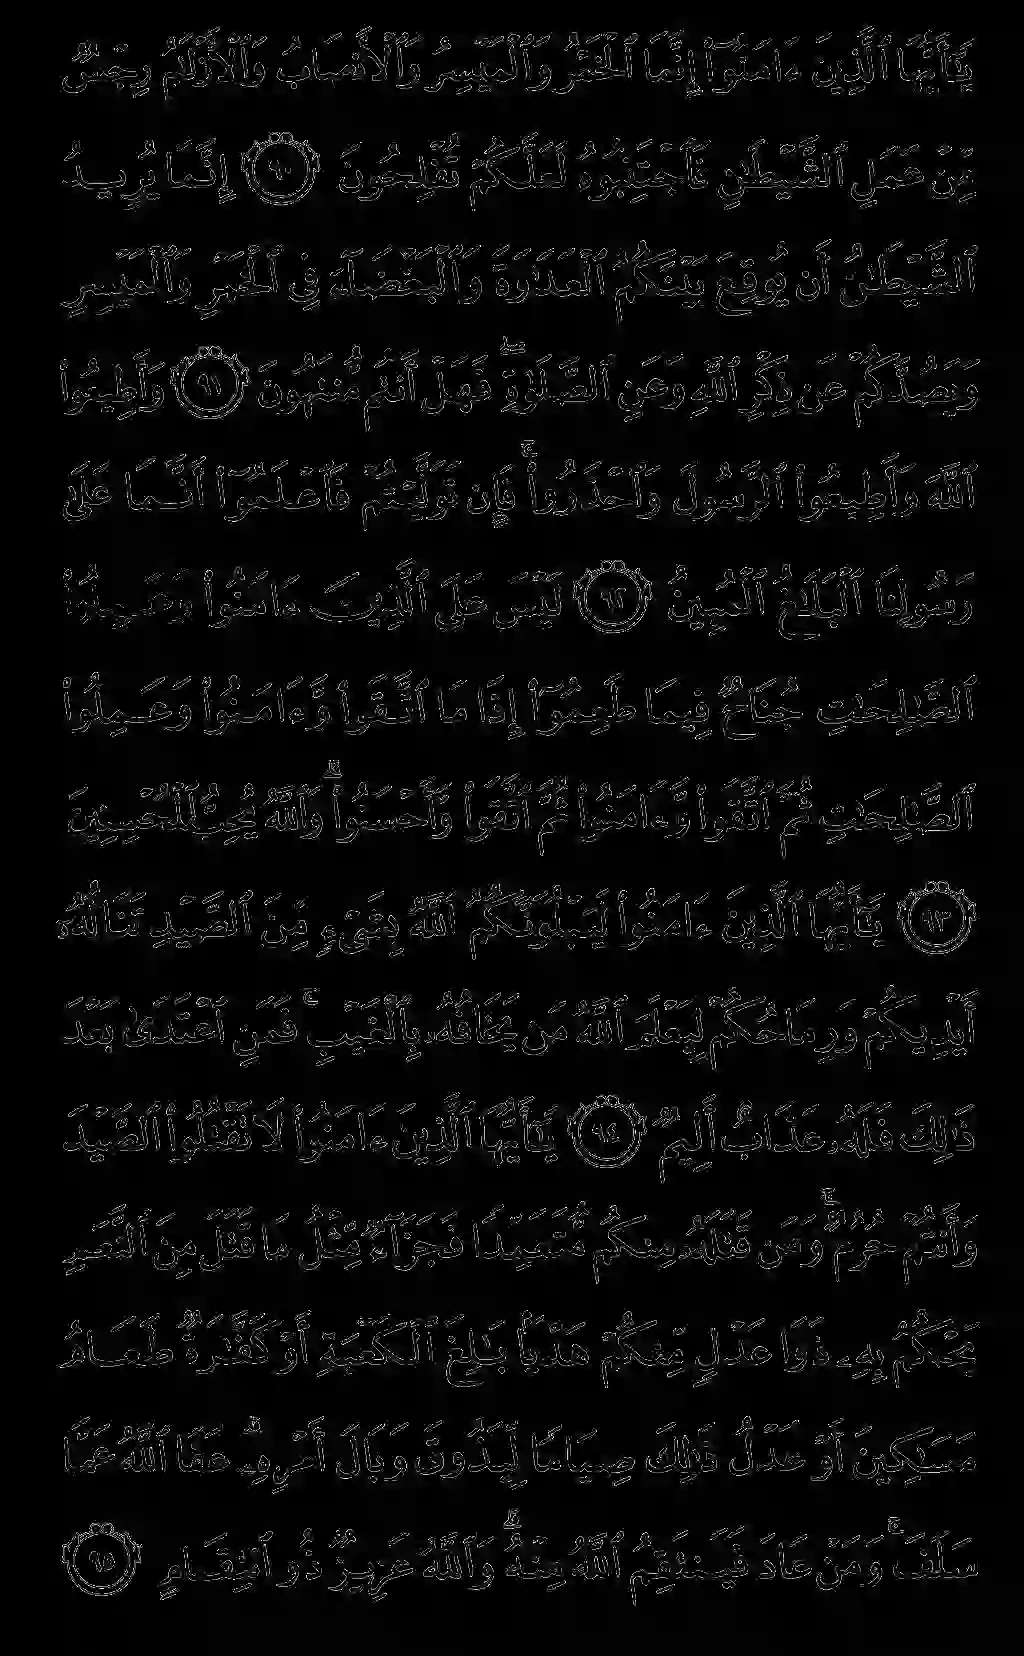 يَٰٓأَيُّهَا ٱلَّذِينَ ءَامَنُوٓا۟ إِنَّمَا ٱلْخَمْرُ وَٱلْمَيْسِرُ وَٱلْأَنصَابُ وَٱلْأَزْلَٰمُ رِجْسٌ
مِّنْ عَمَلِ ٱلشَّيْطَٰنِ فَٱجْتَنِبُوهُ لَعَلَّكُمْ تُفْلِحُونَ ٩٠ إِنَّمَا يُرِيدُ
ٱلشَّيْطَٰنُ أَن يُوقِعَ بَيْنَكُمُ ٱلْعَدَٰوَةَ وَٱلْبَغْضَآءَ فِى ٱلْخَمْرِ وَٱلْمَيْسِرِ
وَيَصُدَّكُمْ عَن ذِكْرِ ٱللَّهِ وَعَنِ ٱلصَّلَوٰةِ ۖ فَهَلْ أَنتُم مُّنتَهُونَ ٩١ وَأَطِيعُوا۟
ٱللَّهَ وَأَطِيعُوا۟ ٱلرَّسُولَ وَٱحْذَرُوا۟ ۚ فَإِن تَوَلَّيْتُمْ فَٱعْلَمُوٓا۟ أَنَّمَا عَلَىٰ
رَسُولِنَا ٱلْبَلَٰغُ ٱلْمُبِينُ ٩٢ لَيْسَ عَلَى ٱلَّذِينَ ءَامَنُوا۟ وَعَمِلُوا۟
ٱلصَّٰلِحَٰتِ جُنَاحٌ فِيمَا طَعِمُوٓا۟ إِذَا مَا ٱتَّقَوا۟ وَّءَامَنُوا۟ وَعَمِلُوا۟
ٱلصَّٰلِحَٰتِ ثُمَّ ٱتَّقَوا۟ وَّءَامَنُوا۟ ثُمَّ ٱتَّقَوا۟ وَّأَحْسَنُوا۟ ۗ وَٱللَّهُ يُحِبُّ ٱلْمُحْسِنِينَ
٩٣ يَٰٓأَيُّهَا ٱلَّذِينَ ءَامَنُوا۟ لَيَبْلُوَنَّكُمُ ٱللَّهُ بِشَىْءٍ مِّنَ ٱلصَّيْدِ تَنَالُهُۥٓ
أَيْدِيكُمْ وَرِمَاحُكُمْ لِيَعْلَمَ ٱللَّهُ مَن يَخَافُهُۥ بِٱلْغَيْبِ ۚ فَمَنِ ٱعْتَدَىٰ بَعْدَ
ذَٰلِكَ فَلَهُۥ عَذَابٌ أَلِيمٌ ٩٤ يَٰٓأَيُّهَا ٱلَّذِينَ ءَامَنُوا۟ لَا تَقْتُلُوا۟ ٱلصَّيْدَ
وَأَنتُمْ حُرُمٌ ۚ وَمَن قَتَلَهُۥ مِنكُم مُّتَعَمِّدًا فَجَزَآءٌ مِّثْلُ مَا قَتَلَ مِنَ ٱلنَّعَمِ
يَحْكُمُ بِهِۦ ذَوَا عَدْلٍ مِّنكُمْ هَدْيًۢا بَٰلِغَ ٱلْكَعْبَةِ أَوْ كَفَّٰرَةٌ طَعَامُ
مَسَٰكِينَ أَوْ عَدْلُ ذَٰلِكَ صِيَامًا لِّيَذُوقَ وَبَالَ أَمْرِهِۦ ۗ عَفَا ٱللَّهُ عَمَّا
سَلَفَ ۚ وَمَنْ عَادَ فَيَنتَقِمُ ٱللَّهُ مِنْهُ ۗ وَٱللَّهُ عَزِيزٌ ذُو ٱنتِقَامٍ ٩٥